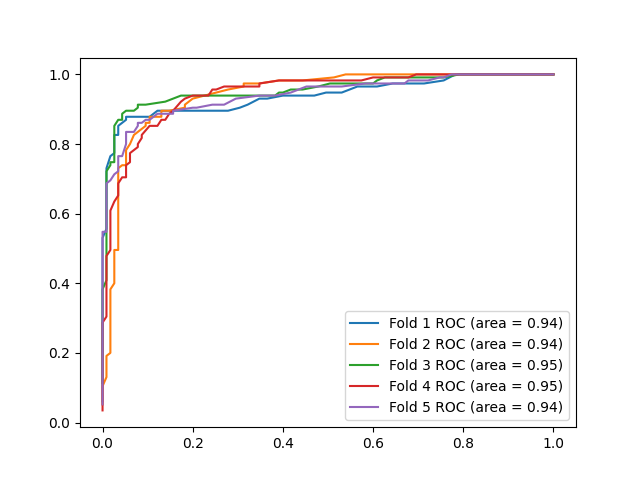 1.0
0.8
0.6
0.4
0.2
0.0
0.0 0.2 0.4 0.6 0.8 1.0
Fold 1 ROC (area = 0.94)
Fold 2 ROC (area = 0.94)
Fold 3 ROC (area = 0.95)
Fold 4 ROC (area = 0.95)
Fold 5 ROC (area = 0.94)